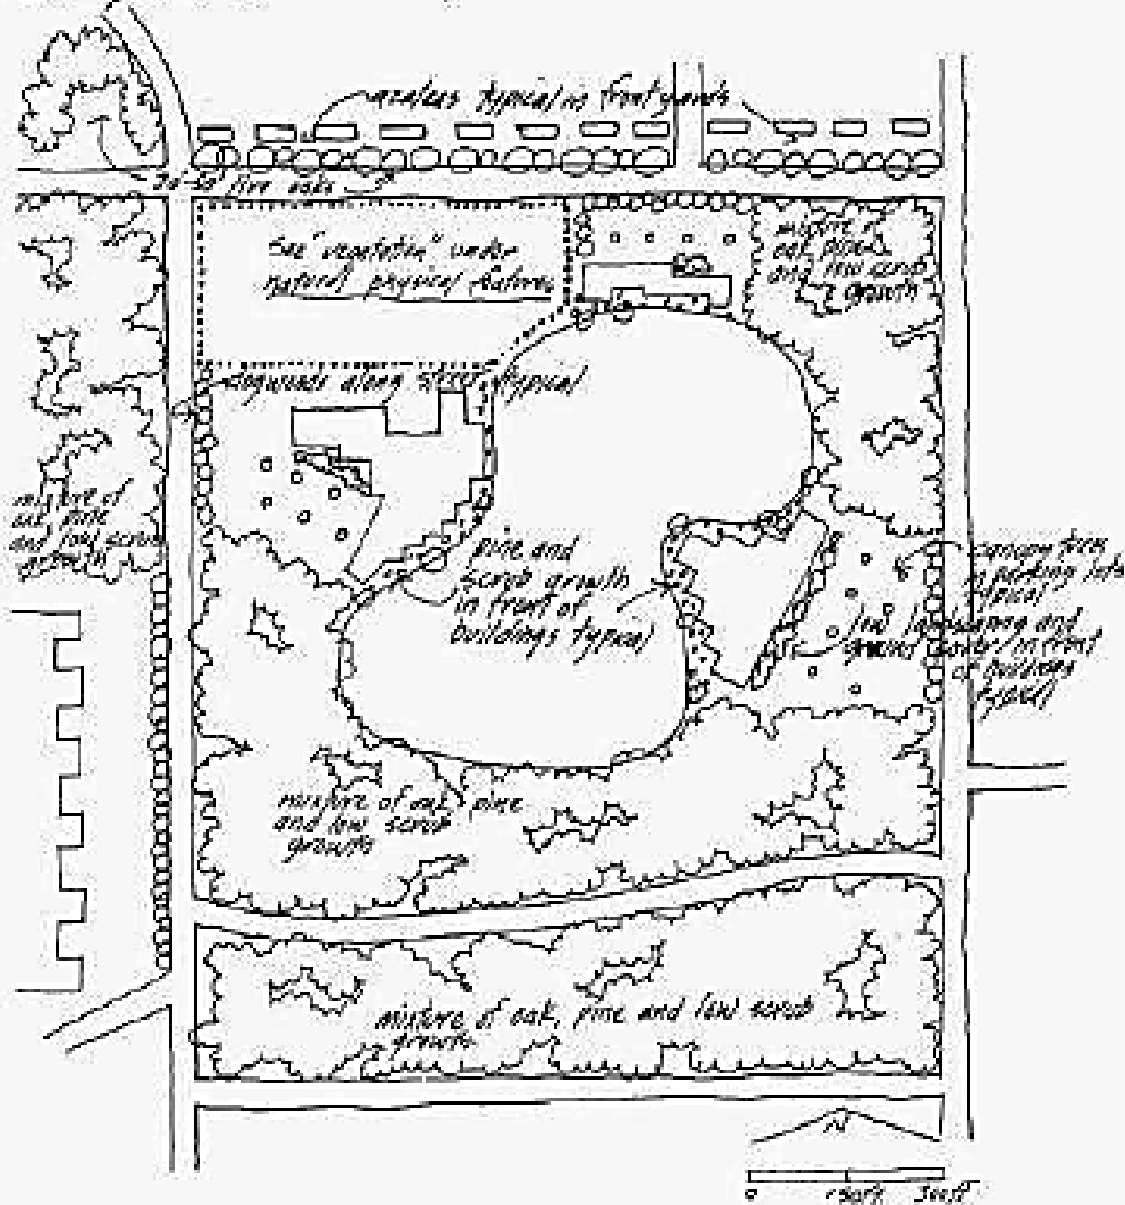 azaleas typical in front yards
live oaks
See "vegetation" under
natural physical features
mixture of
oak, pine
and low scrub
growth
dogwoods along street typical
mixture of
oak, pine
and low scrub
growth
pine and
scrub growth
in front of
buildings typical
canopy trees
in parking lots
typical
low landscaping and
ground cover in front
of buildings
typical
mixture of oak, pine
and low scrub
growth
mixture of oak, pine and low scrub
growth
N
0 150ft 300ft